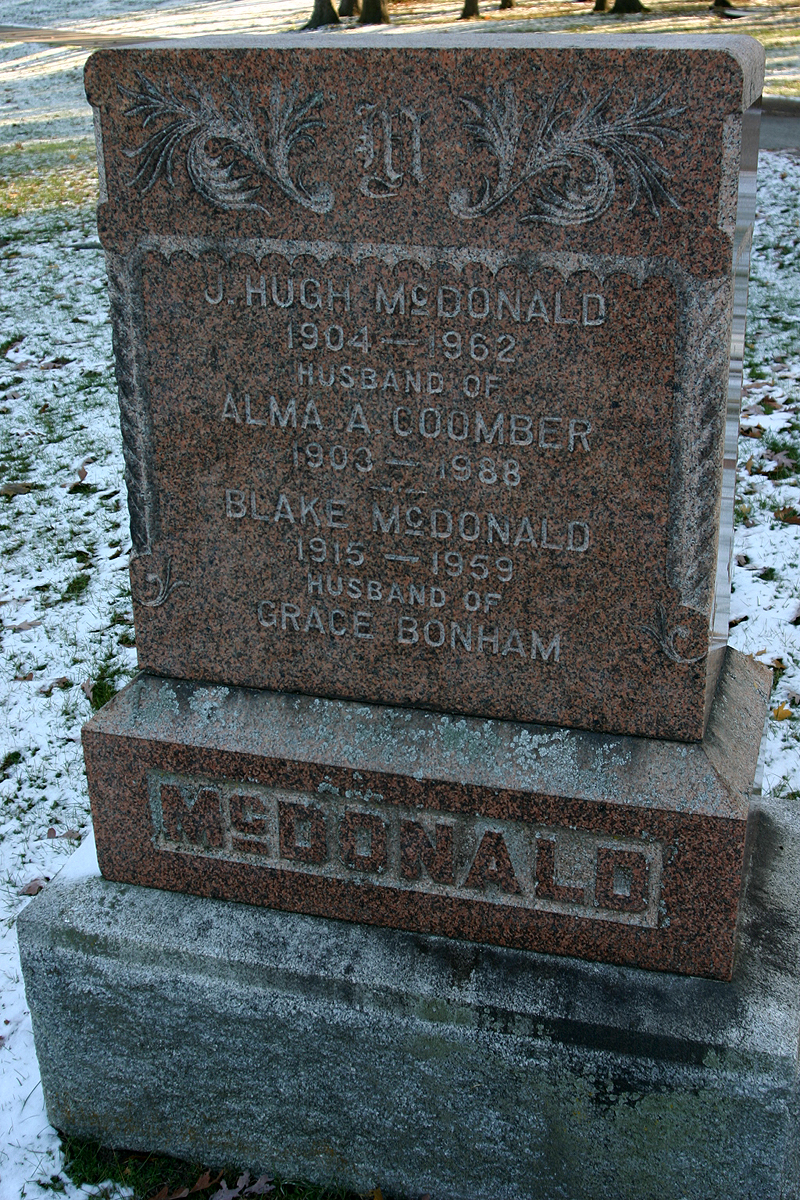 M
J. HUGH McDONALD
1904 — 1962
HUSBAND OF
ALMA A COOMBER
1903 — 1988
BLAKE McDONALD
1915 — 1959
HUSBAND OF
GRACE BONHAM
McDONALD